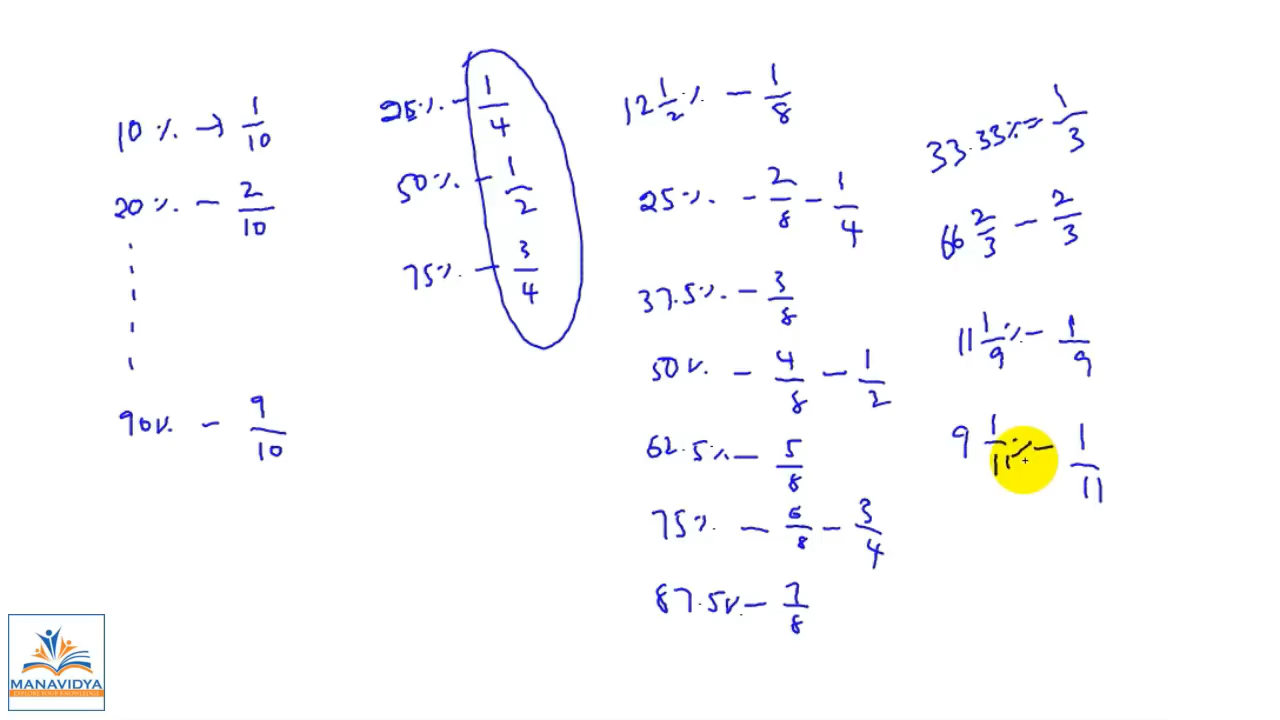 10 % → 1/10
20 % - 2/10
90 % - 9/10
25 % - 1/4
50 % - 1/2
75 % - 3/4
12 1/2 % - 1/8
25 % - 2/8 - 1/4
37.5 % - 3/8
50 % - 4/8 - 1/2
62.5 % - 5/8
75 % - 6/8 - 3/4
87.5 % - 7/8
33.33 % = 1/3
66 2/3 - 2/3
11 1/9 % - 1/9
9 1/11 % - 1/11
MANAVIDYA
EXPLORE YOUR KNOWLEDGE